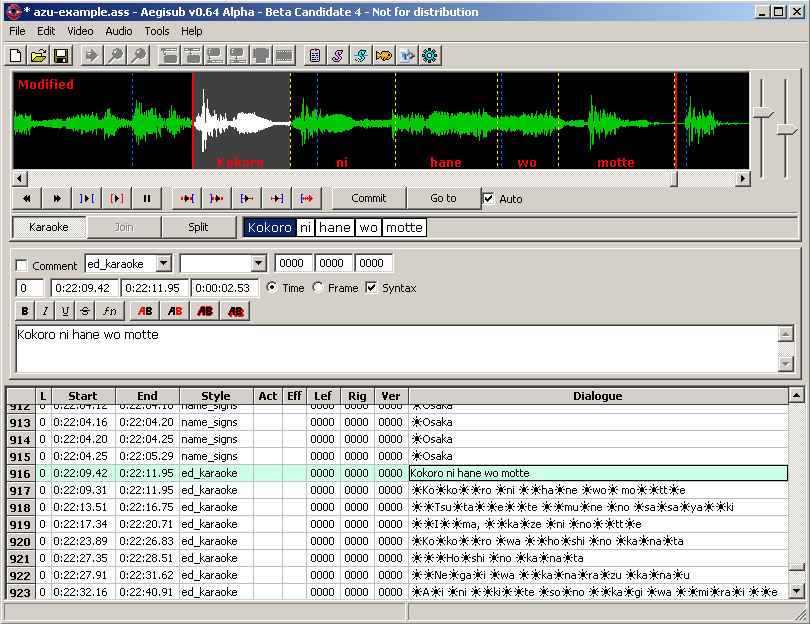 * azu-example.ass - Aegisub v0.64 Alpha - Beta Candidate 4 - Not for distribution
File Edit Video Audio Tools Help
Modified
Kokoro ni hane wo motte
Commit Go to Auto
Karaoke Join Split Kokoro ni hane wo motte
Comment ed_karaoke 0000 0000 0000
0 0:22:09.42 0:22:11.95 0:00:02.53 Time Frame Syntax
B I U S fn AB AB AB AB
Kokoro ni hane wo motte
L Start End Style Act Eff Lef Rig Ver Dialogue
912 0 0:22:04.12 0:22:04.16 name_signs 0000 0000 0000 ☀Osaka
913 0 0:22:04.16 0:22:04.20 name_signs 0000 0000 0000 ☀Osaka
914 0 0:22:04.20 0:22:04.25 name_signs 0000 0000 0000 ☀Osaka
915 0 0:22:04.25 0:22:05.29 name_signs 0000 0000 0000 ☀Osaka
916 0 0:22:09.42 0:22:11.95 ed_karaoke 0000 0000 0000 Kokoro ni hane wo motte
917 0 0:22:09.31 0:22:11.95 ed_karaoke 0000 0000 0000 ☀Ko☀ko☀☀ro ☀ni ☀☀ha☀ne ☀wo☀ mo☀☀tt☀e
918 0 0:22:13.51 0:22:16.75 ed_karaoke 0000 0000 0000 ☀☀Tsu☀ta☀☀e☀☀te ☀☀mu☀ne ☀no ☀sa☀sa☀ya☀☀ki
919 0 0:22:17.34 0:22:20.71 ed_karaoke 0000 0000 0000 ☀☀I☀☀ma, ☀☀ka☀ze ☀ni ☀no☀☀tt☀e
920 0 0:22:23.89 0:22:26.83 ed_karaoke 0000 0000 0000 ☀Ko☀ko☀☀ro ☀wa ☀☀ho☀shi ☀no ☀ka☀na☀ta
921 0 0:22:27.35 0:22:28.51 ed_karaoke 0000 0000 0000 ☀☀☀Ho☀shi ☀no ☀ka☀na☀ta
922 0 0:22:27.91 0:22:31.62 ed_karaoke 0000 0000 0000 ☀☀Ne☀ga☀i ☀wa ☀☀ka☀na☀ra☀zu ☀ka☀na☀u
923 0 0:22:32.16 0:22:40.91 ed_karaoke 0000 0000 0000 ☀A☀i ☀ni ☀☀ki☀☀te ☀so☀no ☀☀ka☀gi ☀wa ☀☀mi☀ra☀i ☀☀e